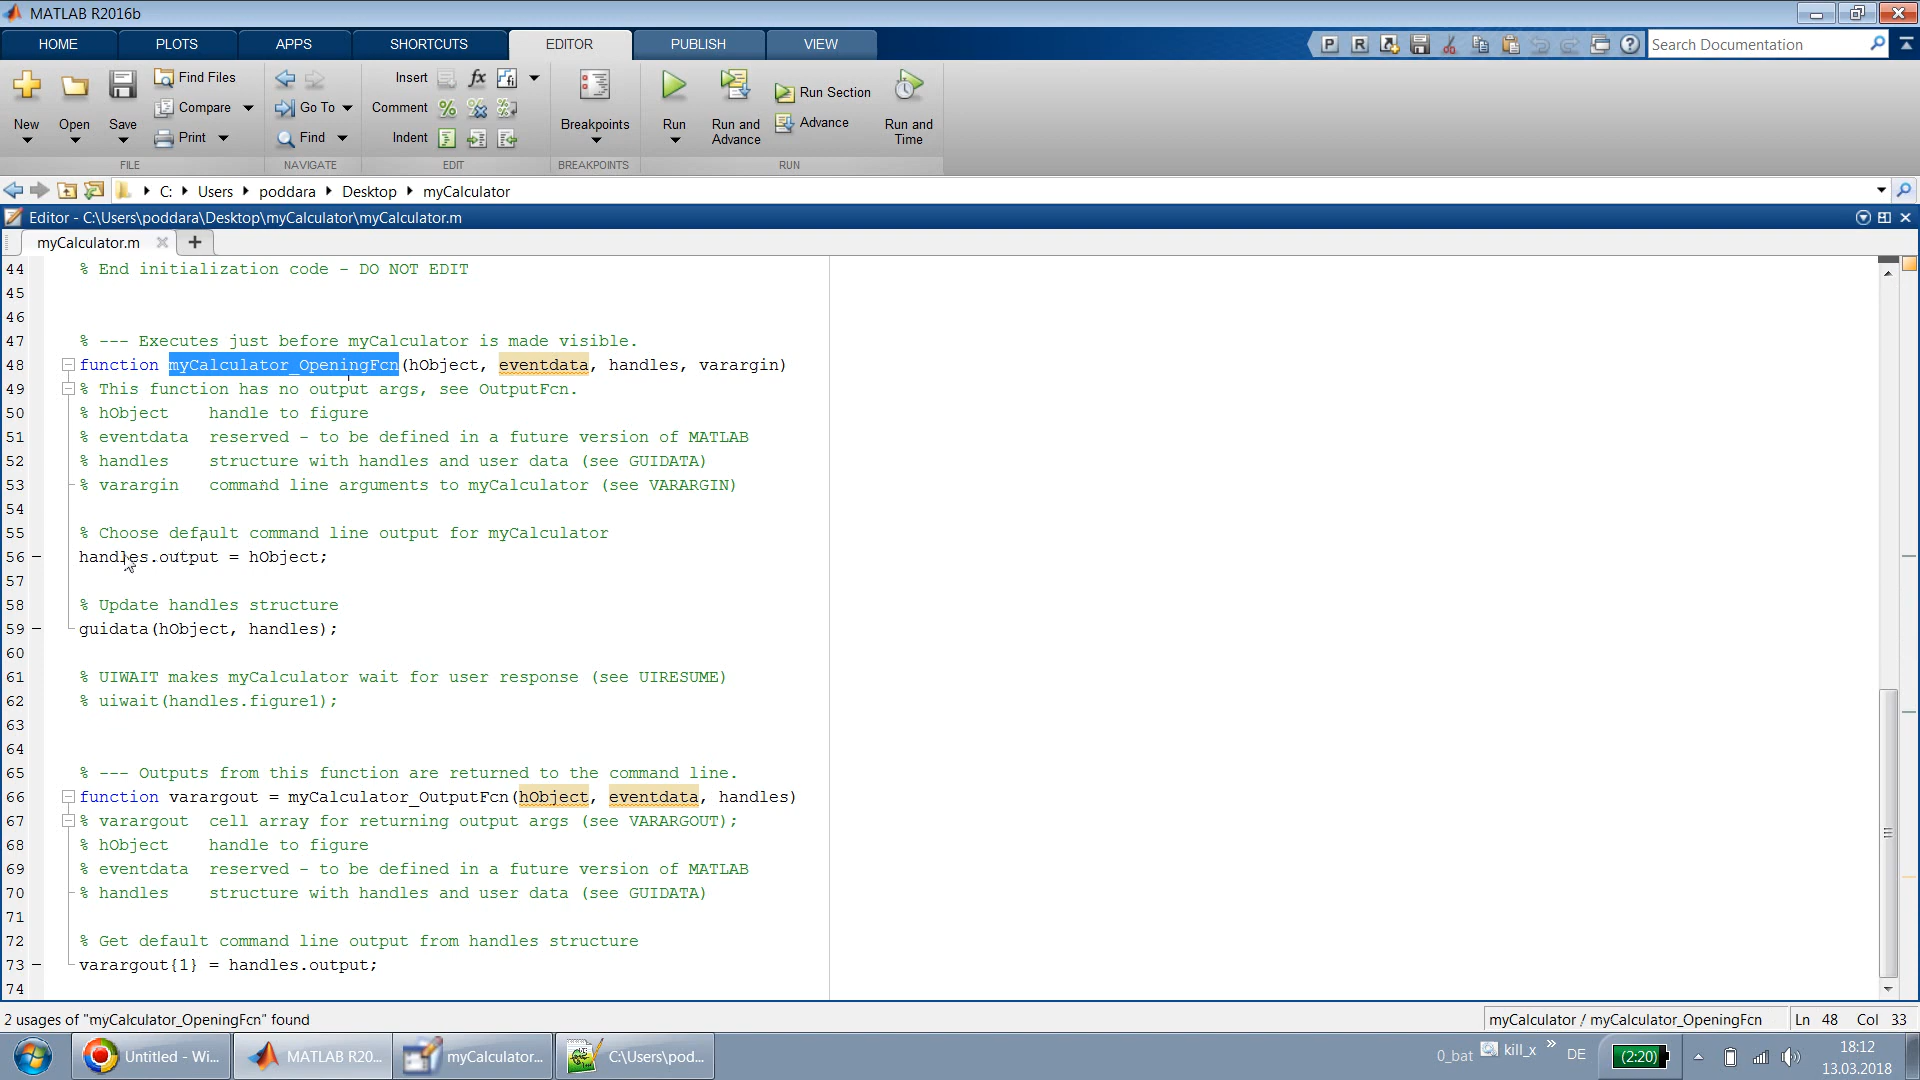 MATLAB R2016b
HOME PLOTS APPS SHORTCUTS EDITOR PUBLISH VIEW
Search Documentation
New Open Save Find Files Compare Print
Go To Find
Insert Comment Indent
Breakpoints
Run Run and Advance Run Section Advance Run and Time
FILE NAVIGATE EDIT BREAKPOINTS RUN
C: Users poddara Desktop myCalculator
Editor - C:\Users\poddara\Desktop\myCalculator\myCalculator.m
myCalculator.m
44 % End initialization code - DO NOT EDIT
45
46
47 % --- Executes just before myCalculator is made visible.
48 function myCalculator_OpeningFcn(hObject, eventdata, handles, varargin)
49 % This function has no output args, see OutputFcn.
50 % hObject    handle to figure
51 % eventdata  reserved - to be defined in a future version of MATLAB
52 % handles    structure with handles and user data (see GUIDATA)
53 % varargin   command line arguments to myCalculator (see VARARGIN)
54
55 % Choose default command line output for myCalculator
56 – handles.output = hObject;
57
58 % Update handles structure
59 – guidata(hObject, handles);
60
61 % UIWAIT makes myCalculator wait for user response (see UIRESUME)
62 % uiwait(handles.figure1);
63
64
65 % --- Outputs from this function are returned to the command line.
66 function varargout = myCalculator_OutputFcn(hObject, eventdata, handles)
67 % varargout  cell array for returning output args (see VARARGOUT);
68 % hObject    handle to figure
69 % eventdata  reserved - to be defined in a future version of MATLAB
70 % handles    structure with handles and user data (see GUIDATA)
71
72 % Get default command line output from handles structure
73 – varargout{1} = handles.output;
74
2 usages of "myCalculator_OpeningFcn" found
myCalculator / myCalculator_OpeningFcn Ln 48 Col 33
Untitled - Wi... MATLAB R20... myCalculator... C:\Users\pod...
0_bat kill_x » DE (2:20)
18:12
13.03.2018